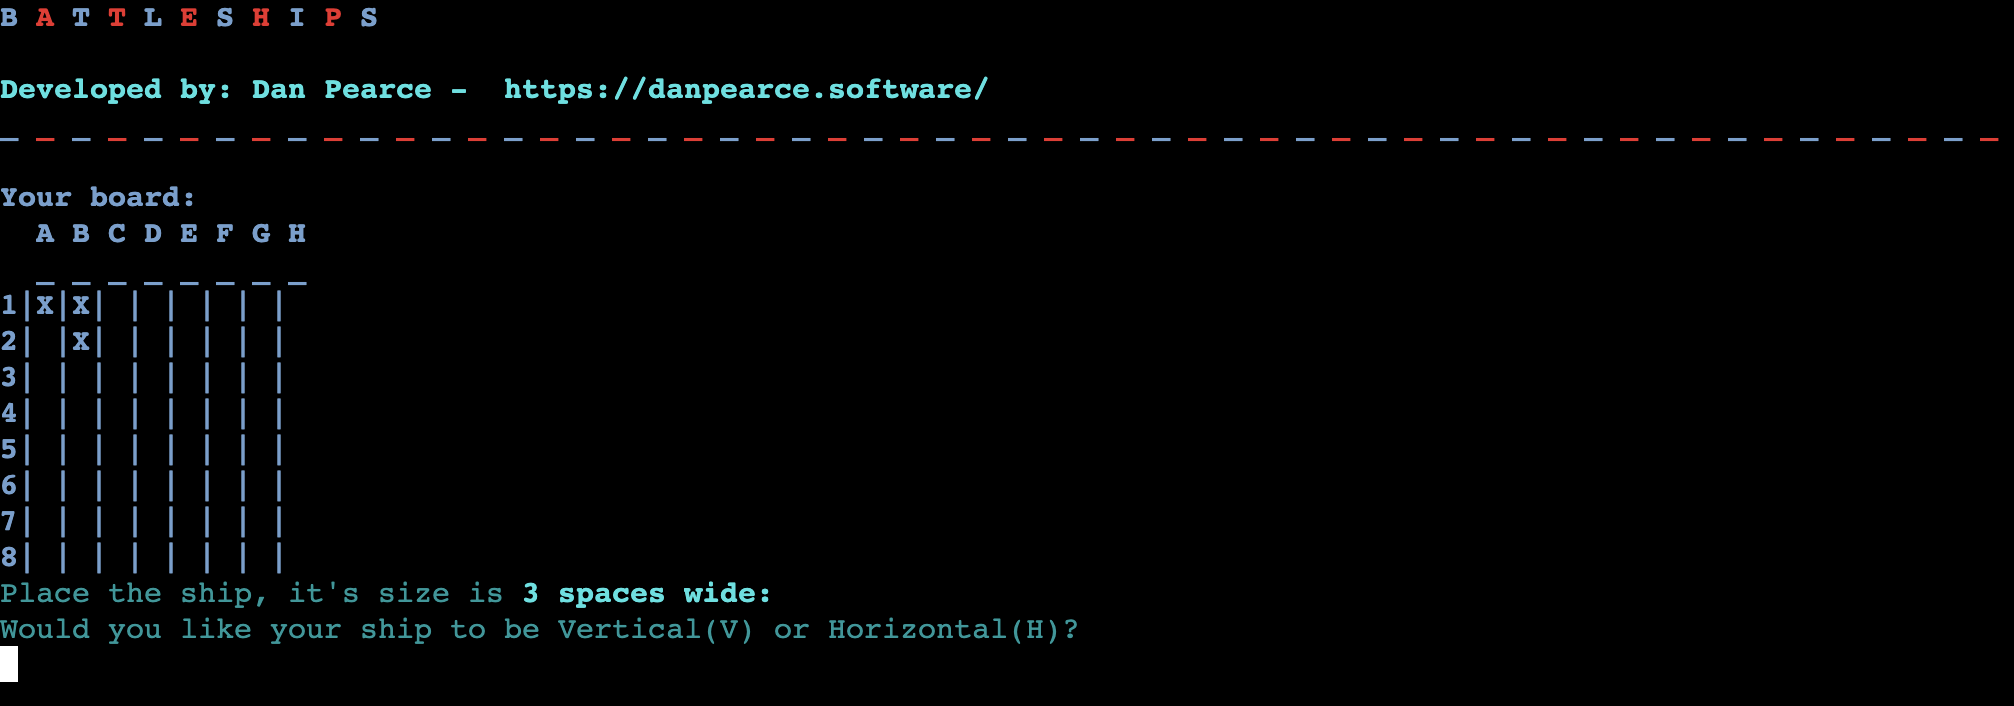 B A T T L E S H I P S
Developed by: Dan Pearce -  https://danpearce.software/
_ _ _ _ _ _ _ _ _ _ _ _ _ _ _ _ _ _ _ _ _ _ _ _ _ _ _ _ _ _ _ _ _ _ _ _ _ _ _ _ _ _ _ _ _ _ _ _ _ _ _ _ _ _ _ _
Your board:
  A B C D E F G H
  _ _ _ _ _ _ _ _
1|X|X| | | | | |
2| |X| | | | | |
3| | | | | | | |
4| | | | | | | |
5| | | | | | | |
6| | | | | | | |
7| | | | | | | |
8| | | | | | | |
Place the ship, it's size is 3 spaces wide:
Would you like your ship to be Vertical(V) or Horizontal(H)?